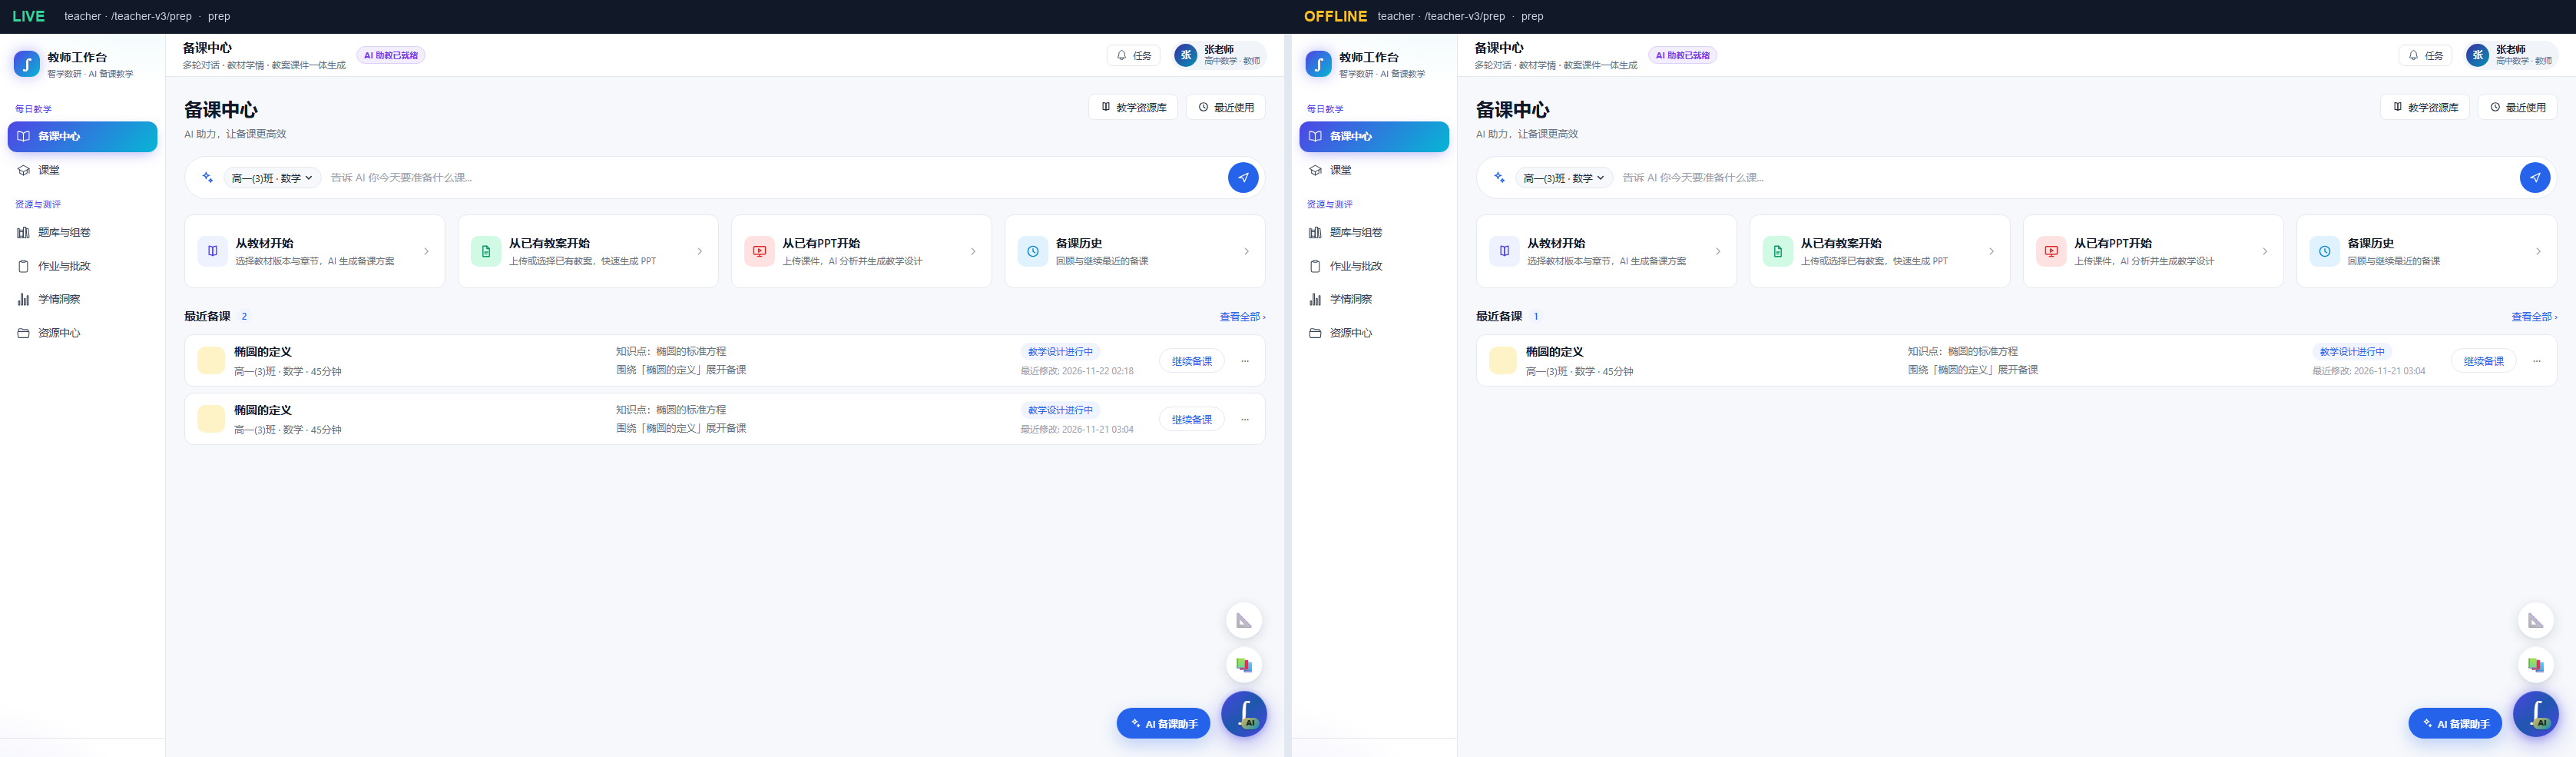 LIVE teacher · /teacher-v3/prep · prep
教师工作台
智学数研 · AI 备课教学
每日教学
备课中心
课堂
资源与测评
题库与组卷
作业与批改
学情洞察
资源中心
备课中心
多轮对话 · 教材学情 · 教案课件一体生成
AI 助教已就绪
任务
张
张老师
高中数学 · 教师
备课中心
AI 助力，让备课更高效
教学资源库
最近使用
高一(3)班 · 数学
告诉 AI 你今天要准备什么课...
从教材开始
选择教材版本与章节，AI 生成备课方案
从已有教案开始
上传或选择已有教案，快速生成 PPT
从已有PPT开始
上传课件，AI 分析并生成教学设计
备课历史
回顾与继续最近的备课
最近备课 2
查看全部 ›
椭圆的定义
高一(3)班 · 数学 · 45分钟
知识点：椭圆的标准方程
围绕「椭圆的定义」展开备课
教学设计进行中
最近修改: 2026-11-22 02:18
继续备课
...
椭圆的定义
高一(3)班 · 数学 · 45分钟
知识点：椭圆的标准方程
围绕「椭圆的定义」展开备课
教学设计进行中
最近修改: 2026-11-21 03:04
继续备课
...
AI 备课助手
AI
OFFLINE teacher · /teacher-v3/prep · prep
教师工作台
智学数研 · AI 备课教学
每日教学
备课中心
课堂
资源与测评
题库与组卷
作业与批改
学情洞察
资源中心
备课中心
多轮对话 · 教材学情 · 教案课件一体生成
AI 助教已就绪
任务
张
张老师
高中数学 · 教师
备课中心
AI 助力，让备课更高效
教学资源库
最近使用
高一(3)班 · 数学
告诉 AI 你今天要准备什么课...
从教材开始
选择教材版本与章节，AI 生成备课方案
从已有教案开始
上传或选择已有教案，快速生成 PPT
从已有PPT开始
上传课件，AI 分析并生成教学设计
备课历史
回顾与继续最近的备课
最近备课 1
查看全部 ›
椭圆的定义
高一(3)班 · 数学 · 45分钟
知识点：椭圆的标准方程
围绕「椭圆的定义」展开备课
教学设计进行中
最近修改: 2026-11-21 03:04
继续备课
...
AI 备课助手
AI